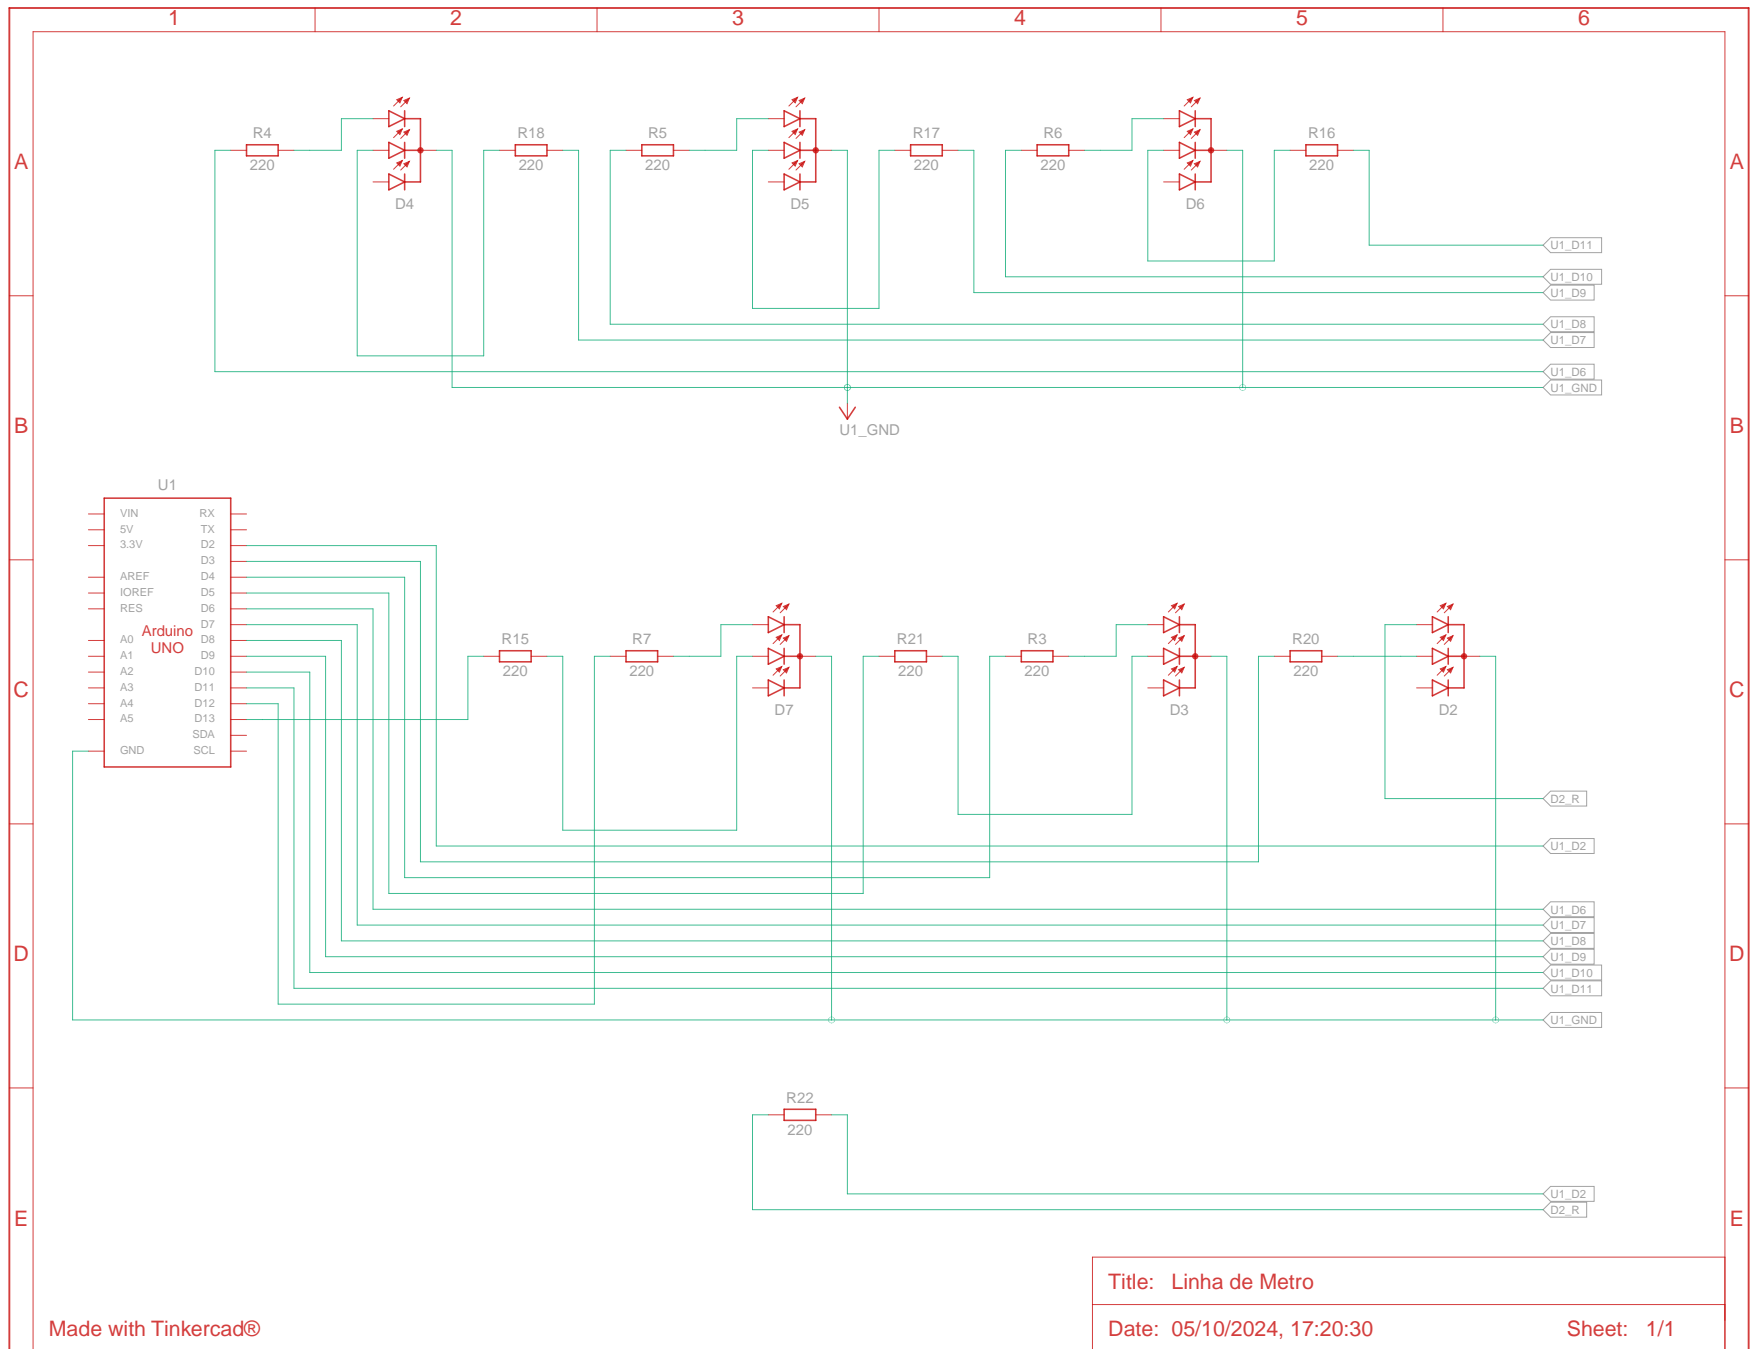 1 2 3 4 5 6
A A
R4 R18 R5 R17 R6 R16
220 220 220 220 220 220
D4 D5 D6
U1_D11
U1_D10
U1_D9
U1_D8
U1_D7
U1_D6
U1_GND
B B
U1_GND
U1
VIN RX
5V TX
3.3V D2
D3
AREF D4
IOREF D5
RES D6
D7
A0 D8
Arduino
UNO
A1 D9
A2 D10
A3 D11
A4 D12
A5 D13
SDA
GND SCL
R15 R7 R21 R3 R20
220 220 220 220 220
D7 D3 D2
C C
D2_R
U1_D2
U1_D6
U1_D7
U1_D8
U1_D9
U1_D10
U1_D11
U1_GND
D D
R22
220
U1_D2
D2_R
E E
Title: Linha de Metro
Made with Tinkercad®
Date: 05/10/2024, 17:20:30 Sheet: 1/1